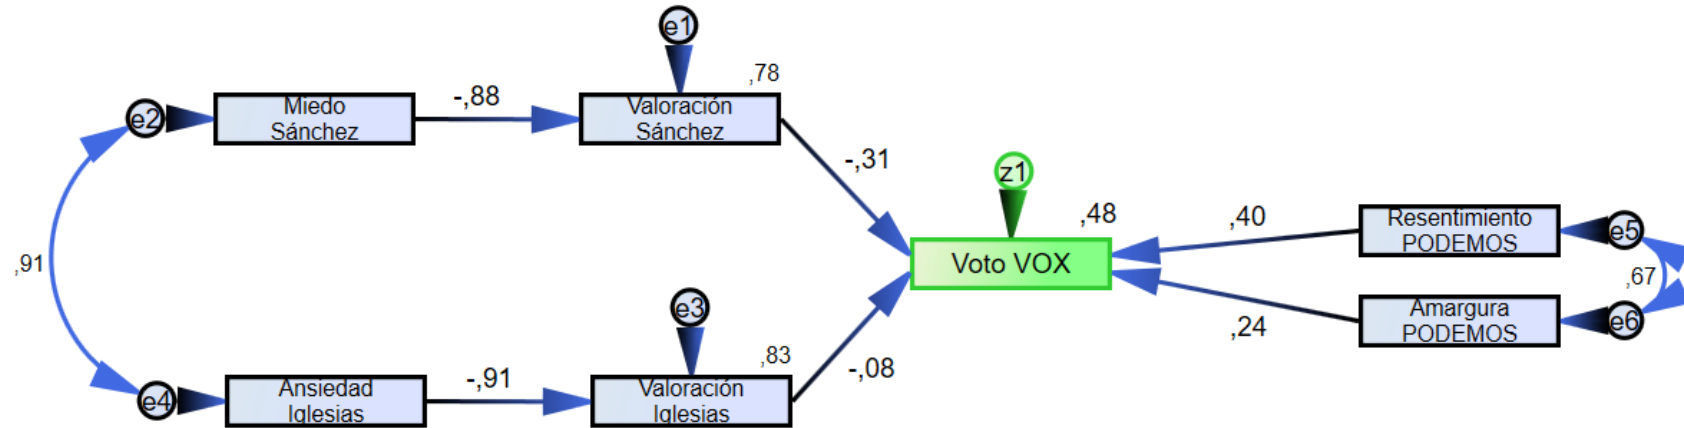 e1
,78
e2
Miedo
Sánchez
-,88
Valoración
Sánchez
-,31
z1
,48
,40
Resentimiento
PODEMOS
e5
,91
Voto VOX
,67
e3
,24
Amargura
PODEMOS
e6
,83
-,08
e4
Ansiedad
Iglesias
-,91
Valoración
Iglesias